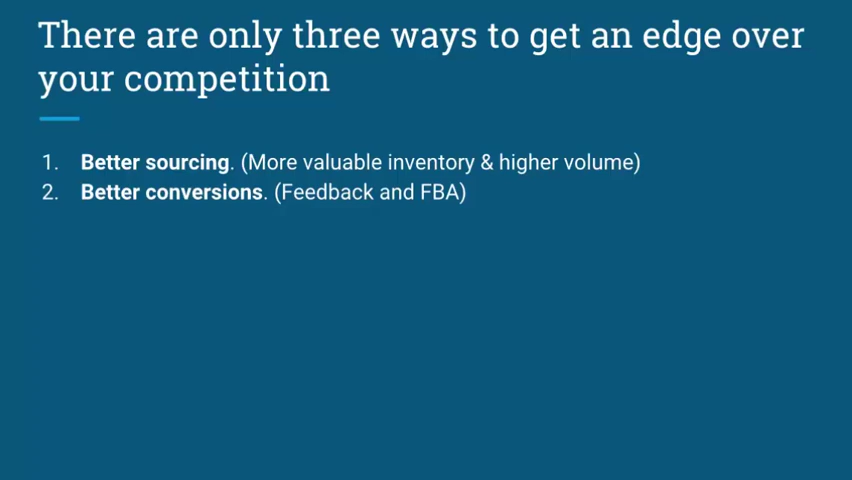 There are only three ways to get an edge over
your competition
1. Better sourcing. (More valuable inventory & higher volume)
2. Better conversions. (Feedback and FBA)